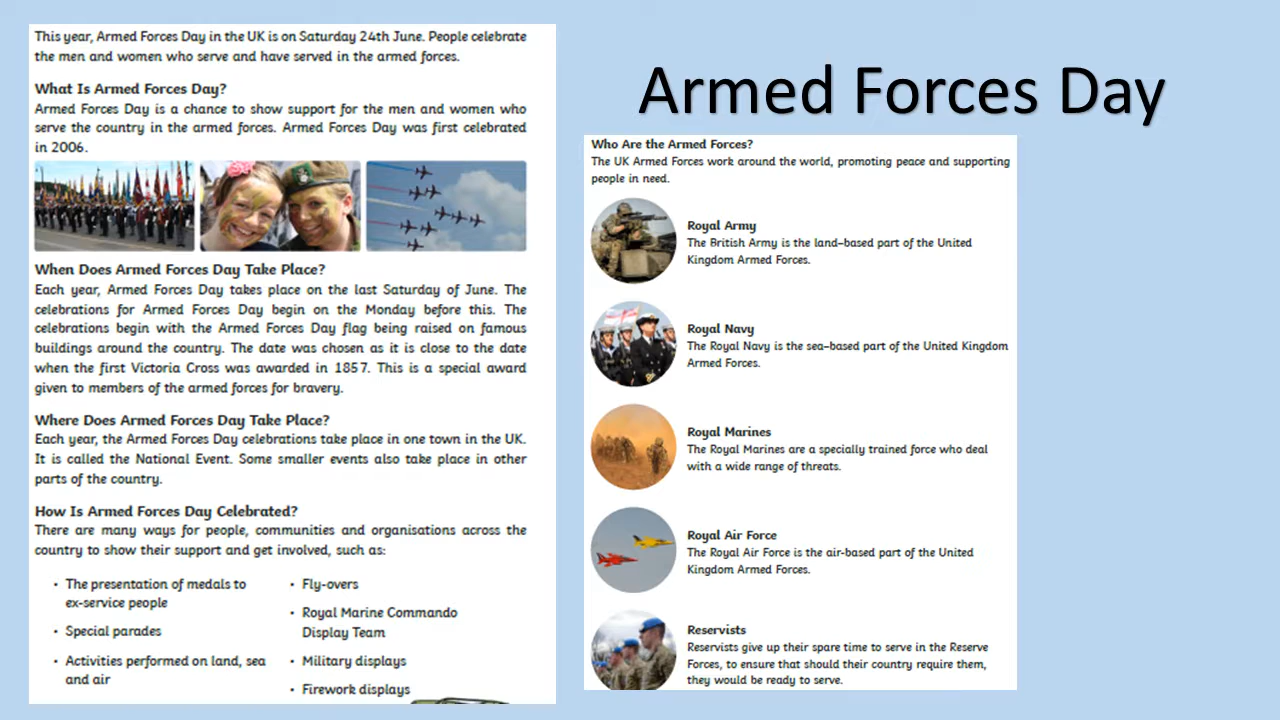 This year, Armed Forces Day in the UK is on Saturday 24th June. People celebrate
the men and women who serve and have served in the armed forces.
What Is Armed Forces Day?
Armed Forces Day is a chance to show support for the men and women who
serve the country in the armed forces. Armed Forces Day was first celebrated
in 2006.
When Does Armed Forces Day Take Place?
Each year, Armed Forces Day takes place on the last Saturday of June. The
celebrations for Armed Forces Day begin on the Monday before this. The
celebrations begin with the Armed Forces Day flag being raised on famous
buildings around the country. The date was chosen as it is close to the date
when the first Victoria Cross was awarded in 1857. This is a special award
given to members of the armed forces for bravery.
Where Does Armed Forces Day Take Place?
Each year, the Armed Forces Day celebrations take place in one town in the UK.
It is called the National Event. Some smaller events also take place in other
parts of the country.
How Is Armed Forces Day Celebrated?
There are many ways for people, communities and organisations across the
country to show their support and get involved, such as:
• The presentation of medals to
ex-service people
• Special parades
• Activities performed on land, sea
and air
• Fly-overs
• Royal Marine Commando
Display Team
• Military displays
• Firework displays
Armed Forces Day
Who Are the Armed Forces?
The UK Armed Forces work around the world, promoting peace and supporting
people in need.
Royal Army
The British Army is the land-based part of the United
Kingdom Armed Forces.
Royal Navy
The Royal Navy is the sea-based part of the United Kingdom
Armed Forces.
Royal Marines
The Royal Marines are a specially trained force who deal
with a wide range of threats.
Royal Air Force
The Royal Air Force is the air-based part of the United
Kingdom Armed Forces.
Reservists
Reservists give up their spare time to serve in the Reserve
Forces, to ensure that should their country require them,
they would be ready to serve.